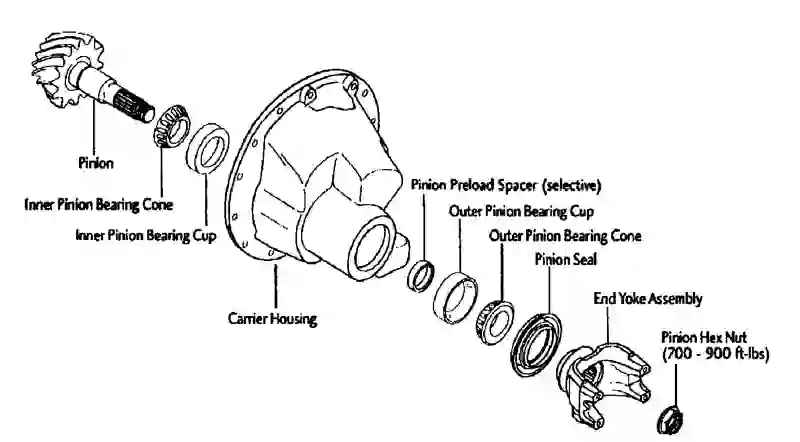 Pinion
Inner Pinion Bearing Cone
Inner Pinion Bearing Cup
Carrier Housing
Pinion Preload Spacer (selective)
Outer Pinion Bearing Cup
Outer Pinion Bearing Cone
Pinion Seal
End Yoke Assembly
Pinion Hex Nut
(700 - 900 ft-lbs)